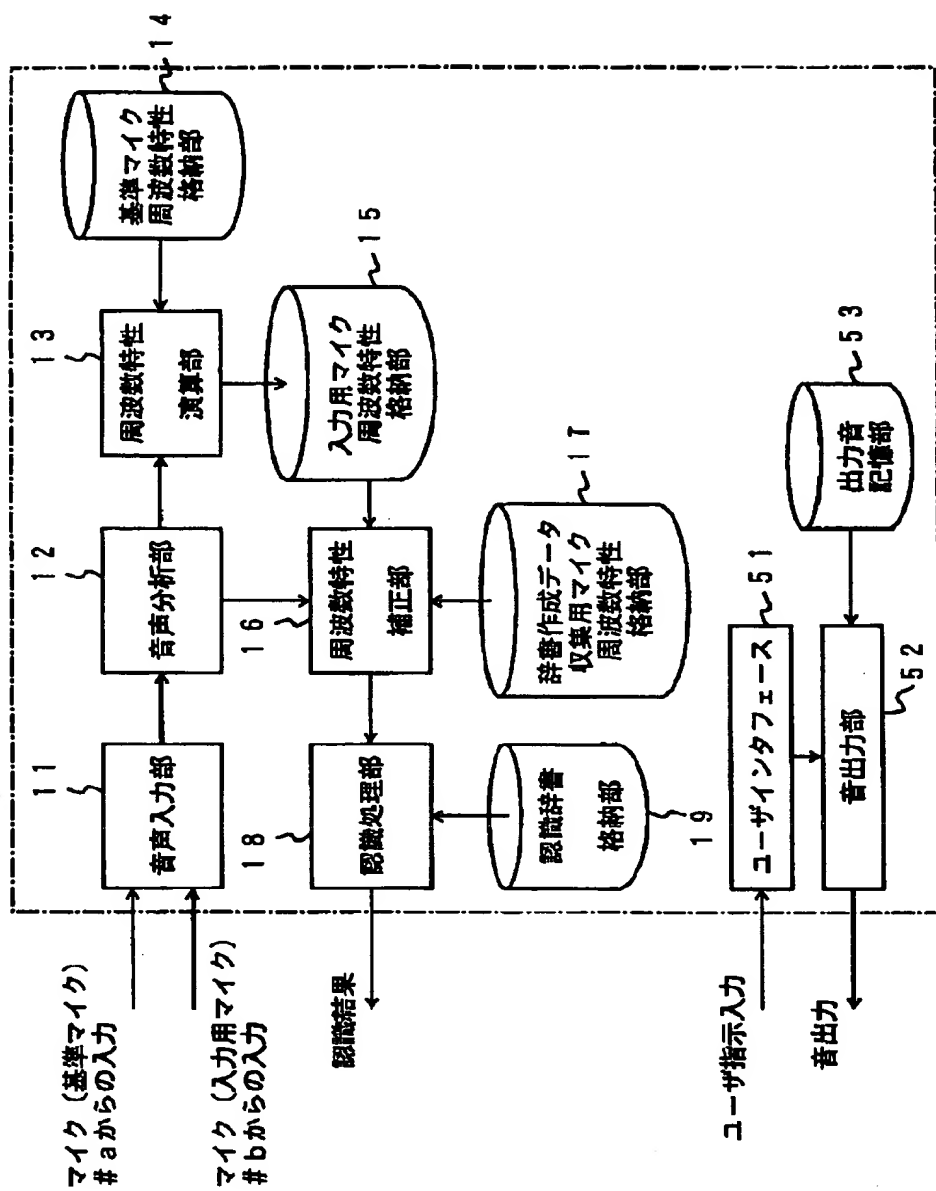 マイク(基準マイク)
#aからの入力
マイク(入力用マイク)
#bからの入力
11
音声入力部
12
音声分析部
13
周波数特性
演算部
14
基準マイク
周波数特性
格納部
認識結果
18
認識処理部
16
周波数特性
補正部
15
入力用マイク
周波数特性
格納部
認識辞書
格納部
19
辞書作成データ
収集用マイク
周波数特性
格納部
17
ユーザ指示入力
ユーザインタフェース
51
音出力
音出力部
52
出力音
記憶部
53